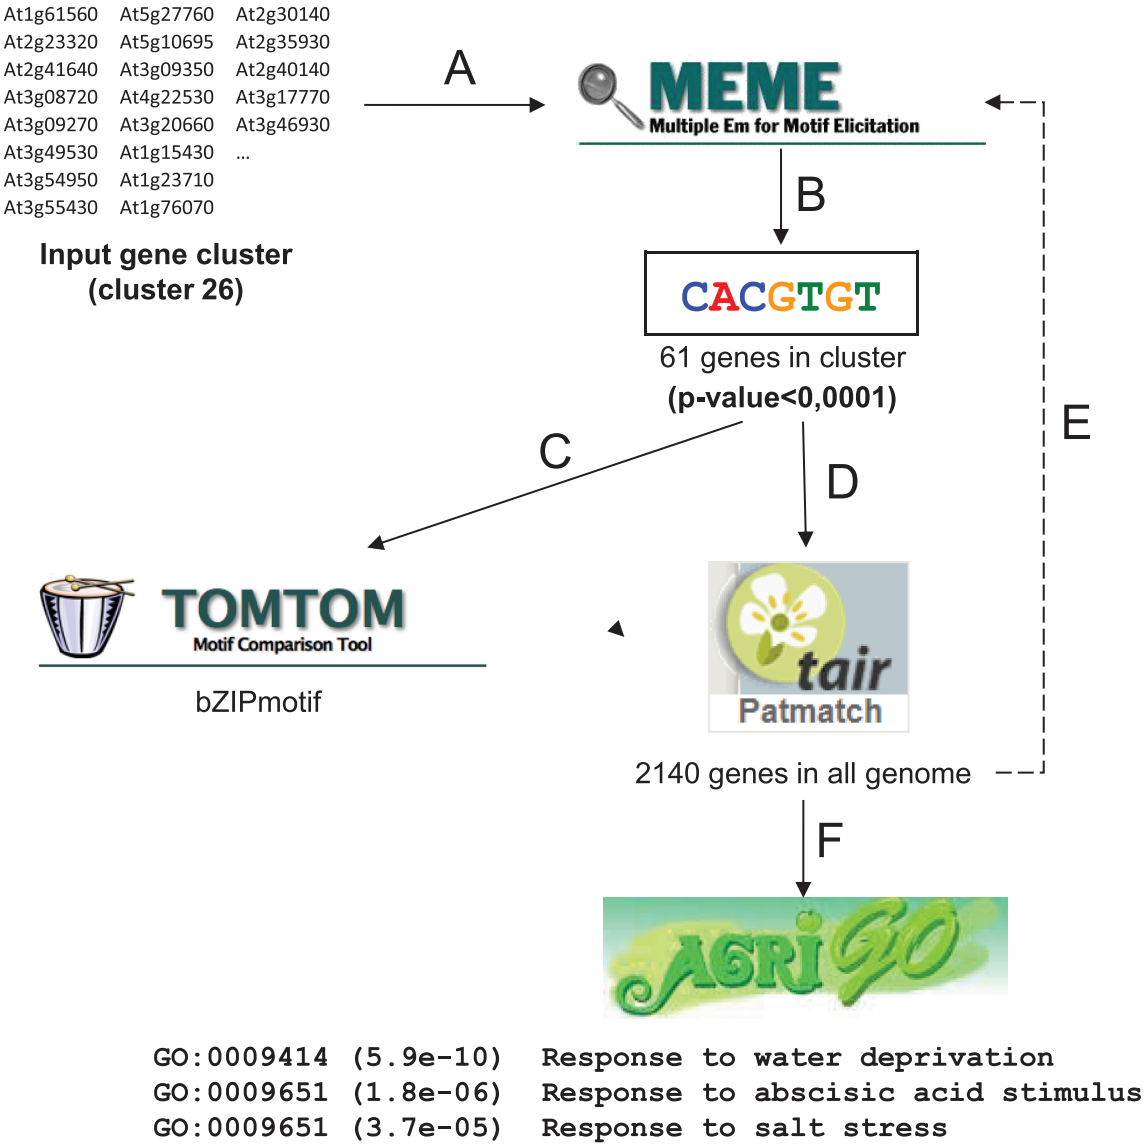 At1g61560 At5g27760 At2g30140
At2g23320 At5g10695 At2g35930
At2g41640 At3g09350 At2g40140
At3g08720 At4g22530 At3g17770
At3g09270 At3g20660 At3g46930
At3g49530 At1g15430 ...
At3g54950 At1g23710
At3g55430 At1g76070
Input gene cluster
(cluster 26)
A
MEME
Multiple Em for Motif Elicitation
B
CACGTGT
61 genes in cluster
(p-value<0,0001)
E
C
D
TOMTOM
Motif Comparison Tool
bZIPmotif
tair
Patmatch
2140 genes in all genome
F
AGRIGO
GO:0009414 (5.9e-10) Response to water deprivation
GO:0009651 (1.8e-06) Response to abscisic acid stimulus
GO:0009651 (3.7e-05) Response to salt stress